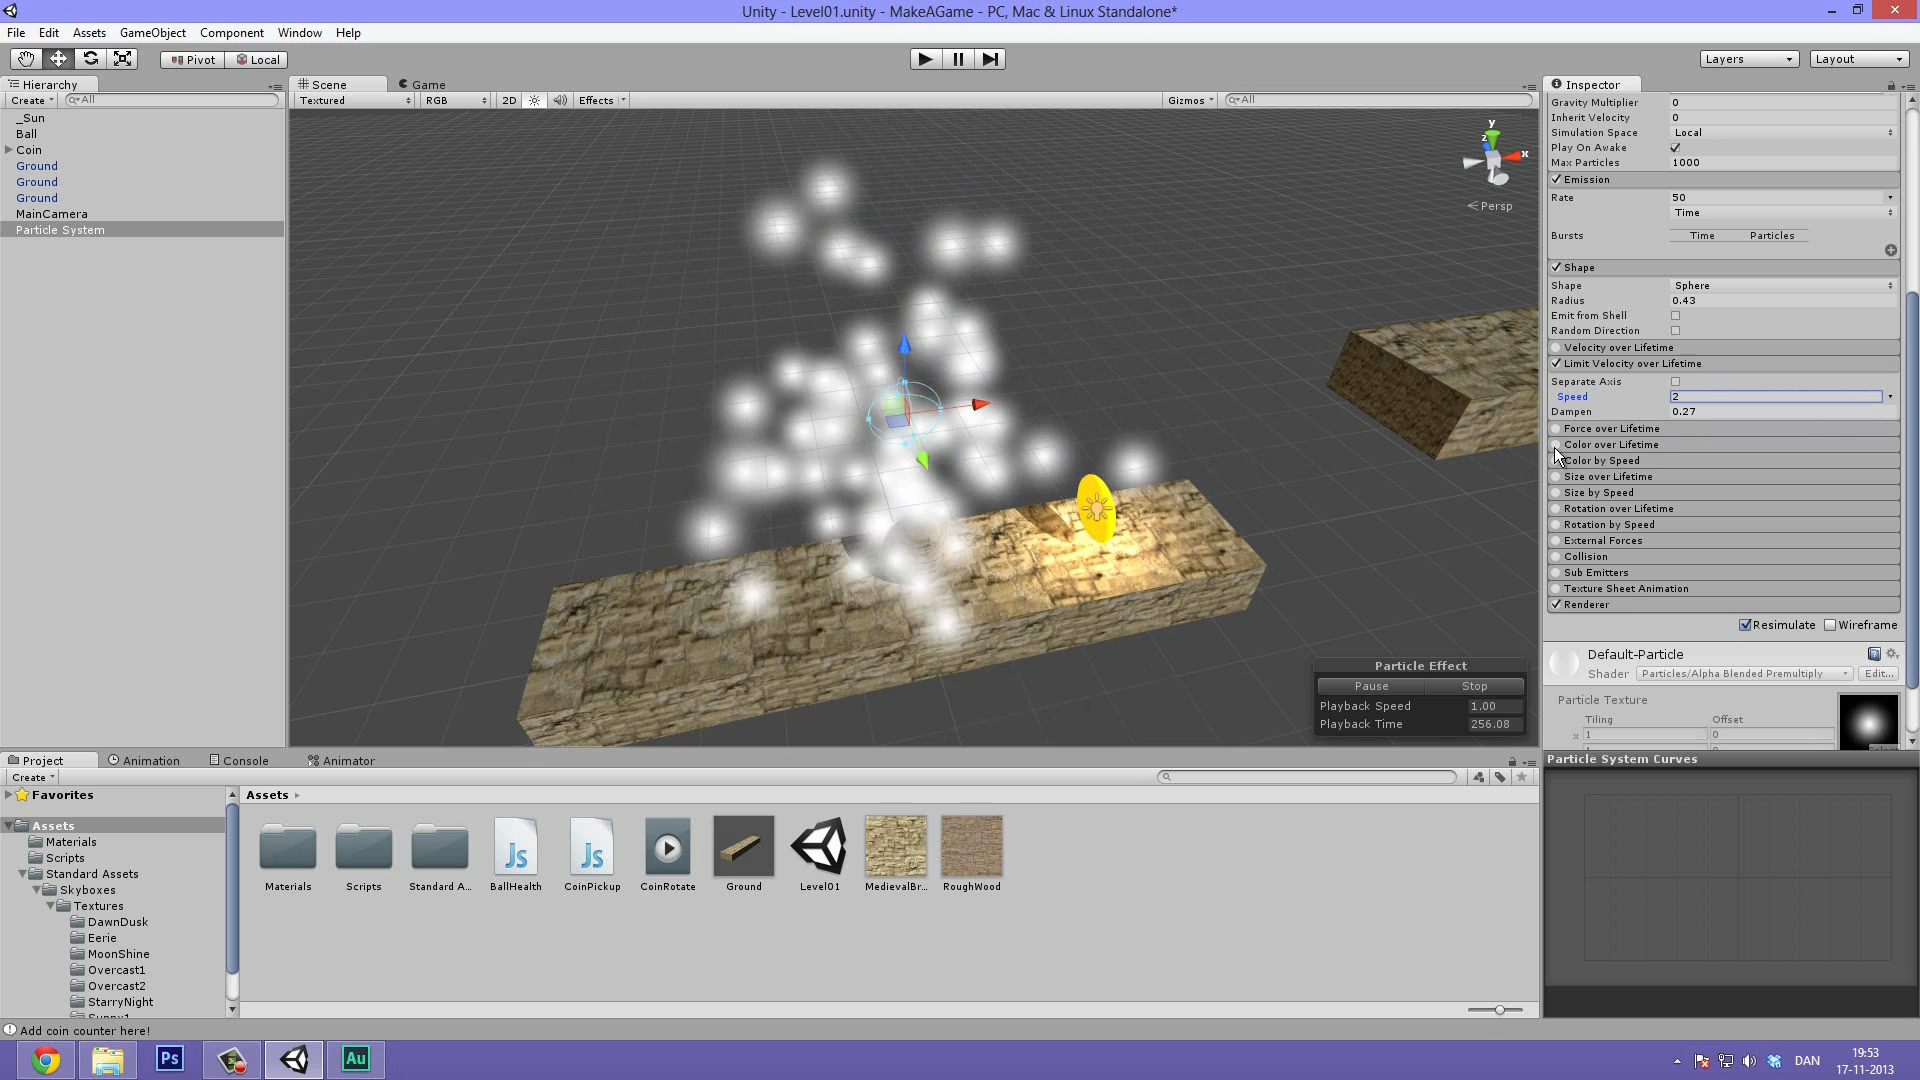 Unity - Level01.unity - MakeAGame - PC, Mac & Linux Standalone*
File Edit Assets GameObject Component Window Help
Pivot Local
Layers Layout
Hierarchy
Create All
_Sun
Ball
Coin
Ground
Ground
Ground
MainCamera
Particle System
Scene Game
Textured RGB 2D Effects Gizmos All
y
z
x
Persp
Particle Effect
Pause Stop
Playback Speed 1.00
Playback Time 256.08
Inspector
Gravity Multiplier 0
Inherit Velocity 0
Simulation Space Local
Play On Awake
Max Particles 1000
Emission
Rate 50
Time
Bursts Time Particles
Shape
Shape Sphere
Radius 0.43
Emit from Shell
Random Direction
Velocity over Lifetime
Limit Velocity over Lifetime
Separate Axis
Speed 2
Dampen 0.27
Force over Lifetime
Color over Lifetime
Color by Speed
Size over Lifetime
Size by Speed
Rotation over Lifetime
Rotation by Speed
External Forces
Collision
Sub Emitters
Texture Sheet Animation
Renderer
Resimulate Wireframe
Default-Particle
Shader Particles/Alpha Blended Premultiply Edit...
Particle Texture
Tiling Offset
x 1 0
Particle System Curves
Project Animation Console Animator
Create
Favorites
Assets
Materials
Scripts
Standard Assets
Skyboxes
Textures
DawnDusk
Eerie
MoonShine
Overcast1
Overcast2
StarryNight
Assets
Js Js
Materials Scripts Standard A... BallHealth CoinPickup CoinRotate Ground Level01 MedievalBr... RoughWood
Add coin counter here!
Ps Au
DAN
19:53
17-11-2013